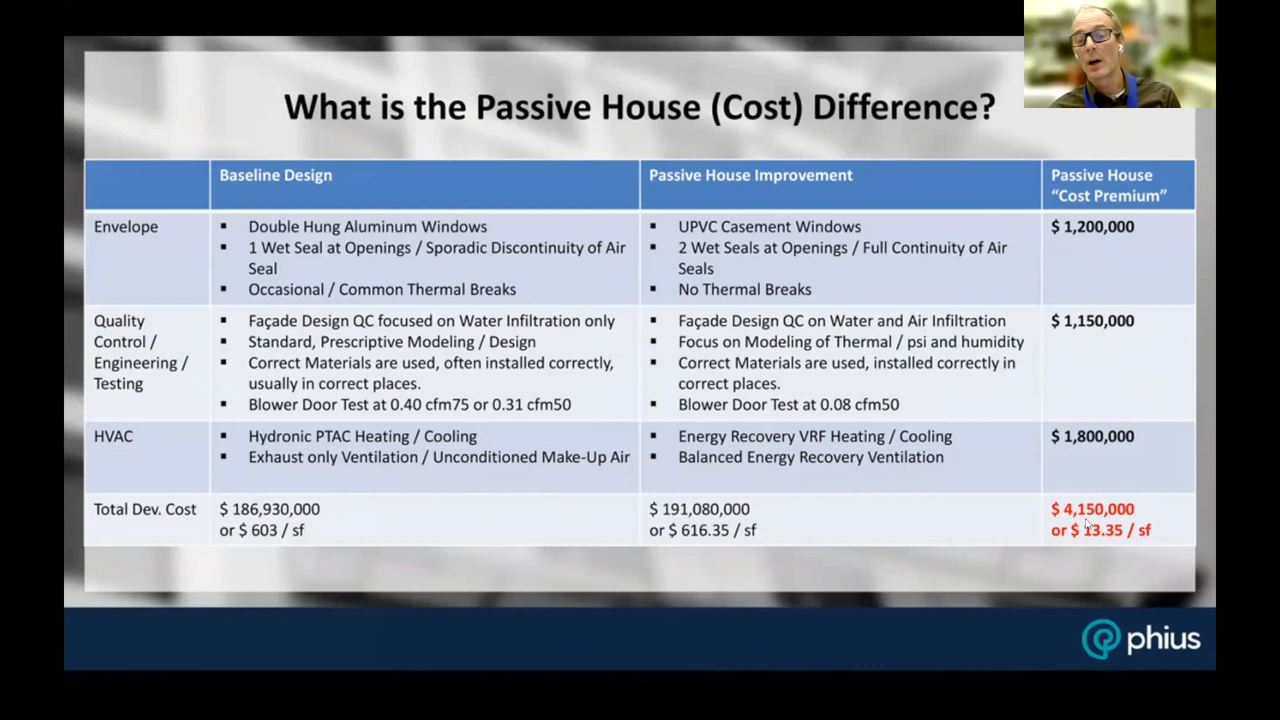 What is the Passive House (Cost) Difference?
Baseline Design
Passive House Improvement
Passive House
“Cost Premium”
Envelope
▪ Double Hung Aluminum Windows
▪ 1 Wet Seal at Openings / Sporadic Discontinuity of Air
Seal
▪ Occasional / Common Thermal Breaks
▪ UPVC Casement Windows
▪ 2 Wet Seals at Openings / Full Continuity of Air
Seals
▪ No Thermal Breaks
$ 1,200,000
Quality
Control /
Engineering /
Testing
▪ Façade Design QC focused on Water Infiltration only
▪ Standard, Prescriptive Modeling / Design
▪ Correct Materials are used, often installed correctly,
usually in correct places.
▪ Blower Door Test at 0.40 cfm75 or 0.31 cfm50
▪ Façade Design QC on Water and Air Infiltration
▪ Focus on Modeling of Thermal / psi and humidity
▪ Correct Materials are used, installed correctly in
correct places.
▪ Blower Door Test at 0.08 cfm50
$ 1,150,000
HVAC
▪ Hydronic PTAC Heating / Cooling
▪ Exhaust only Ventilation / Unconditioned Make-Up Air
▪ Energy Recovery VRF Heating / Cooling
▪ Balanced Energy Recovery Ventilation
$ 1,800,000
Total Dev. Cost
$ 186,930,000
or $ 603 / sf
$ 191,080,000
or $ 616.35 / sf
$ 4,150,000
or $ 13.35 / sf
phius